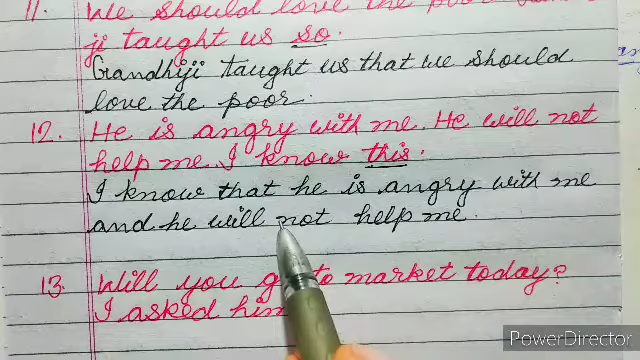 11. We should love the poor
ji taught us so.
Gandhiji taught us that we should
love the poor.
12. He is angry with me. He will not
help me. I know this.
I know that he is angry with me
and he will not help me.
13. Will you go to market today?
I asked him
PowerDirector